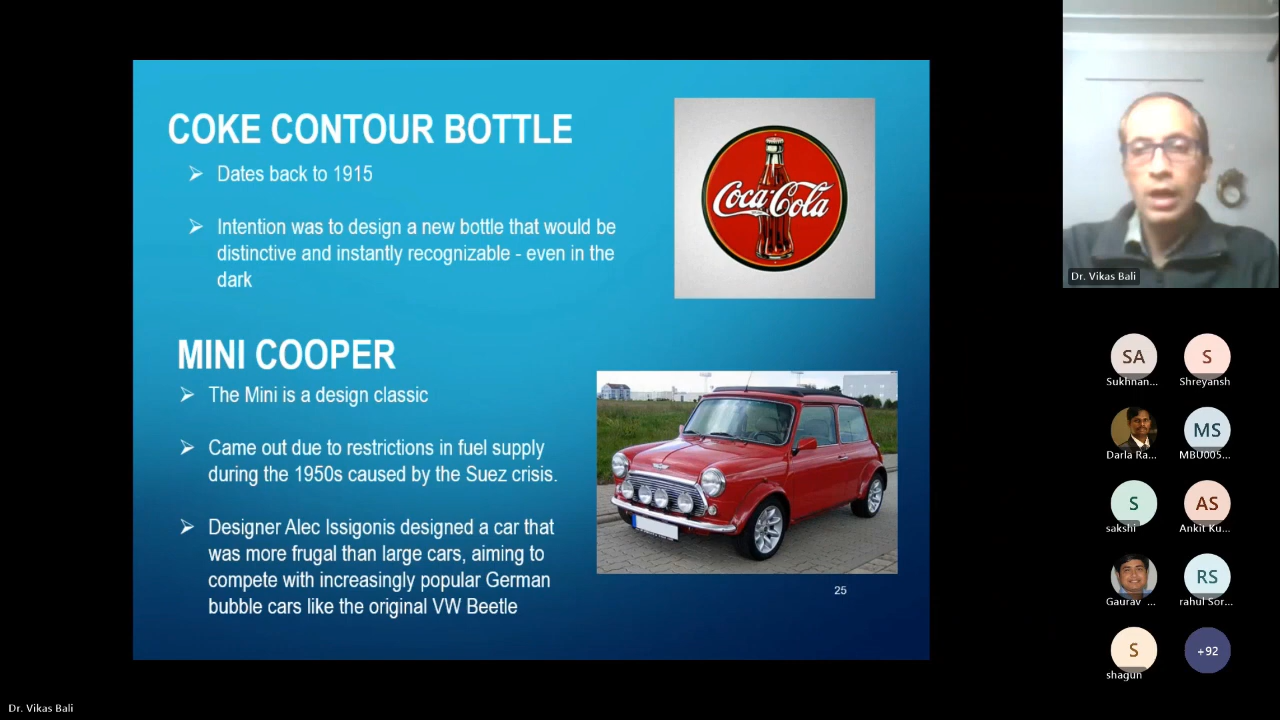 COKE CONTOUR BOTTLE
➢ Dates back to 1915
➢ Intention was to design a new bottle that would be
distinctive and instantly recognizable - even in the
dark
Coca-Cola
MINI COOPER
➢ The Mini is a design classic
➢ Came out due to restrictions in fuel supply
during the 1950s caused by the Suez crisis.
➢ Designer Alec Issigonis designed a car that
was more frugal than large cars, aiming to
compete with increasingly popular German
bubble cars like the original VW Beetle
25
Dr. Vikas Bali
SA
S
Sukhnan...
Shreyansh
MS
Darla Ra...
MBU005...
S
AS
sakshi
Ankit Ku...
RS
Gaurav ...
rahul Sor...
S
+92
shagun
Dr. Vikas Bali